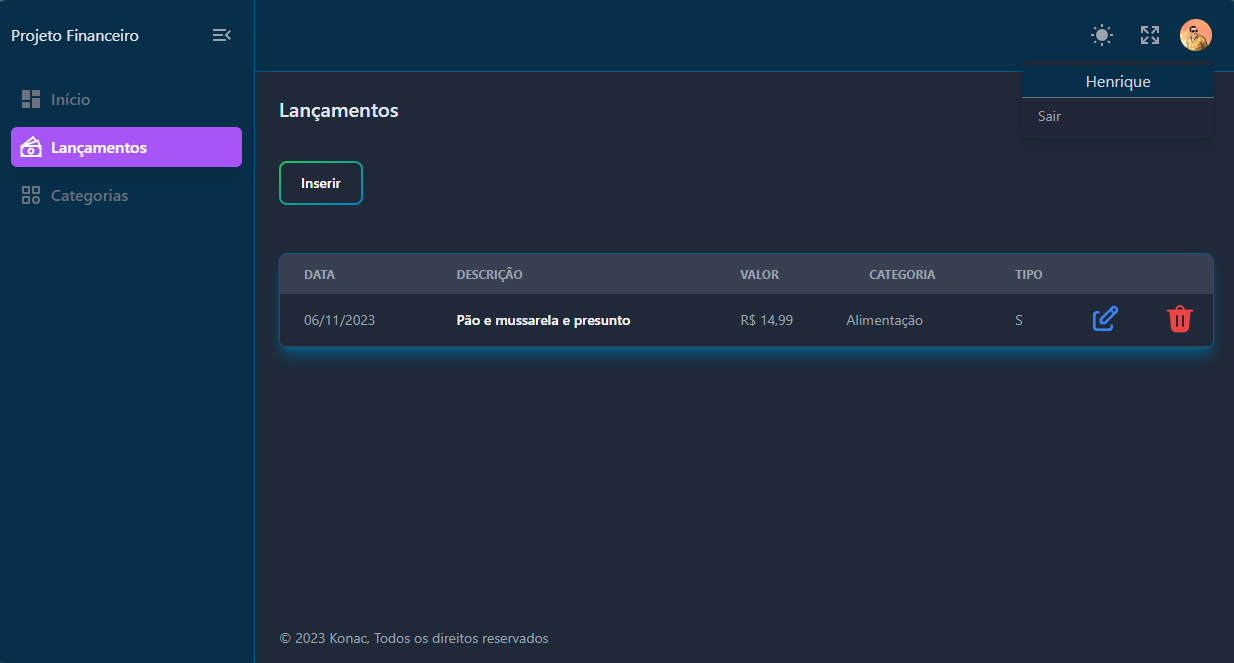 Projeto Financeiro
Início
Lançamentos
Categorias
Henrique
Sair
Lançamentos
Inserir
DATA DESCRIÇÃO VALOR CATEGORIA TIPO
06/11/2023 Pão e mussarela e presunto R$ 14,99 Alimentação S
© 2023 Konac, Todos os direitos reservados